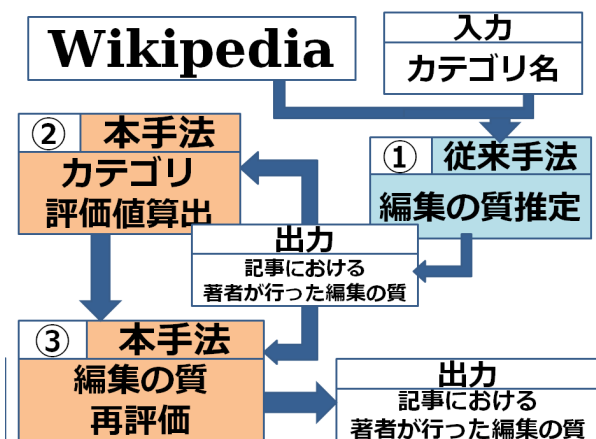 Wikipedia
入力
カテゴリ名
① 従来手法
編集の質推定
② 本手法
カテゴリ
評価値算出
出力
記事における
著者が行った編集の質
③ 本手法
編集の質
再評価
出力
記事における
著者が行った編集の質